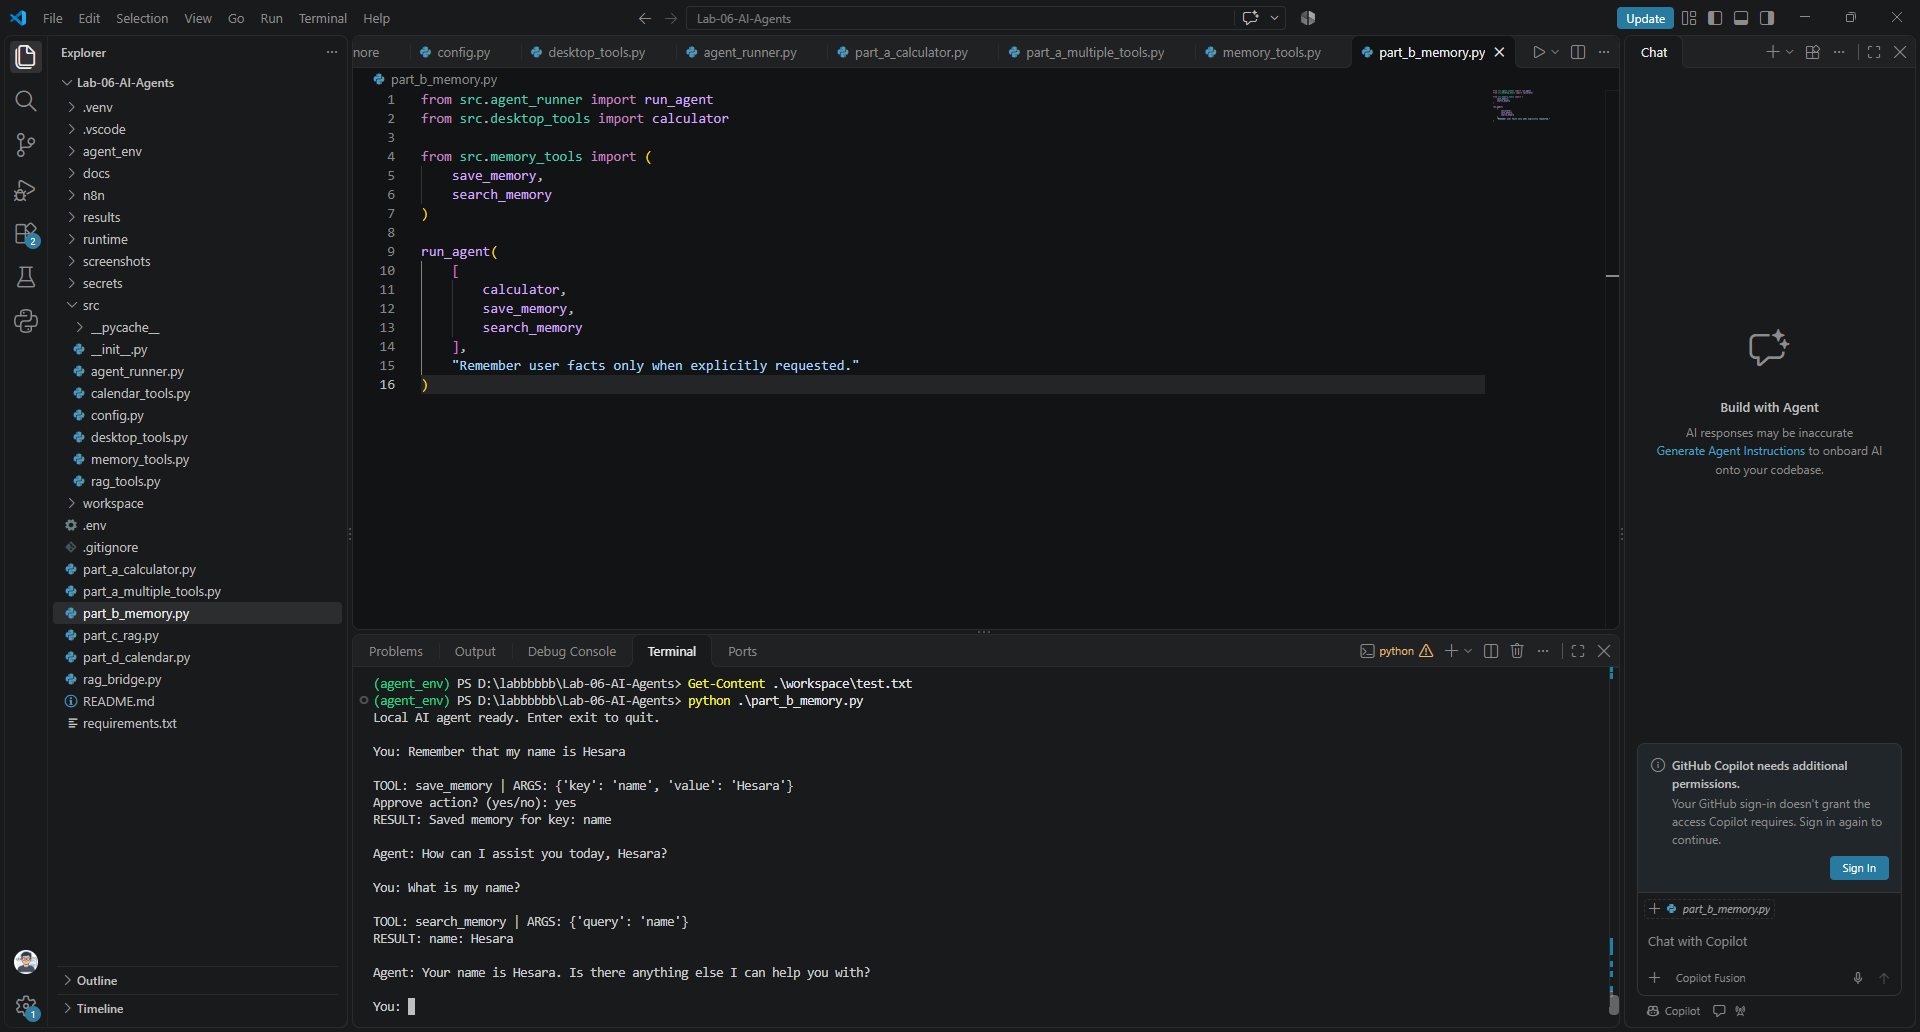 File Edit Selection View Go Run Terminal Help
Lab-06-AI-Agents
Update
Explorer
Lab-06-AI-Agents
.venv
.vscode
agent_env
docs
n8n
results
runtime
screenshots
secrets
src
__pycache__
__init__.py
agent_runner.py
calendar_tools.py
config.py
desktop_tools.py
memory_tools.py
rag_tools.py
workspace
.env
.gitignore
part_a_calculator.py
part_a_multiple_tools.py
part_b_memory.py
part_c_rag.py
part_d_calendar.py
rag_bridge.py
README.md
requirements.txt
Outline
Timeline
2
1
nore config.py desktop_tools.py agent_runner.py part_a_calculator.py part_a_multiple_tools.py memory_tools.py part_b_memory.py
part_b_memory.py
1 from src.agent_runner import run_agent
2 from src.desktop_tools import calculator
3
4 from src.memory_tools import (
5 save_memory,
6 search_memory
7 )
8
9 run_agent(
10 [
11 calculator,
12 save_memory,
13 search_memory
14 ],
15 "Remember user facts only when explicitly requested."
16 )
Problems Output Debug Console Terminal Ports
python
(agent_env) PS D:\labbbbbb\Lab-06-AI-Agents> Get-Content .\workspace\test.txt
(agent_env) PS D:\labbbbbb\Lab-06-AI-Agents> python .\part_b_memory.py
Local AI agent ready. Enter exit to quit.
You: Remember that my name is Hesara
TOOL: save_memory | ARGS: {'key': 'name', 'value': 'Hesara'}
Approve action? (yes/no): yes
RESULT: Saved memory for key: name
Agent: How can I assist you today, Hesara?
You: What is my name?
TOOL: search_memory | ARGS: {'query': 'name'}
RESULT: name: Hesara
Agent: Your name is Hesara. Is there anything else I can help you with?
You:
Chat
Build with Agent
AI responses may be inaccurate
Generate Agent Instructions to onboard AI
onto your codebase.
GitHub Copilot needs additional
permissions.
Your GitHub sign-in doesn't grant the
access Copilot requires. Sign in again to
continue.
Sign In
part_b_memory.py
Chat with Copilot
Copilot Fusion
Copilot